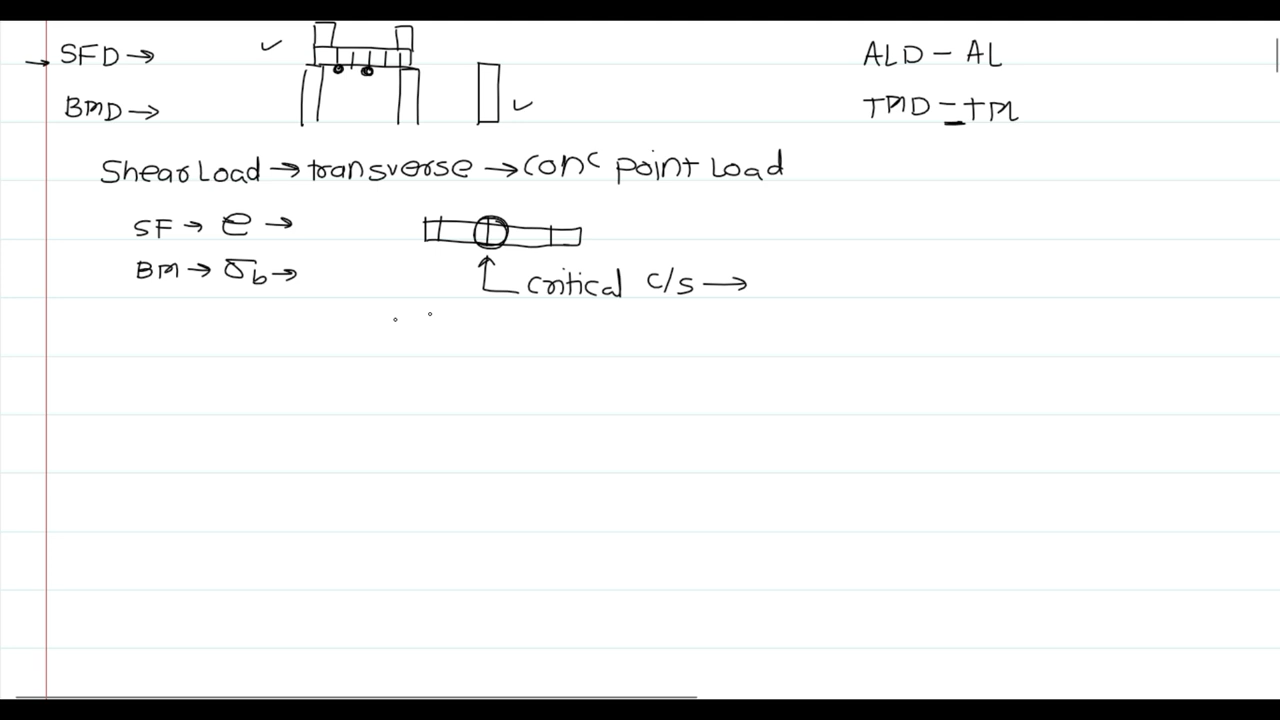 → SFD →
ALD - AL
BMD →
TMD - TM
Shear Load → transverse → conc point Load
SF → τ →
BM → σb →
critical c/s →